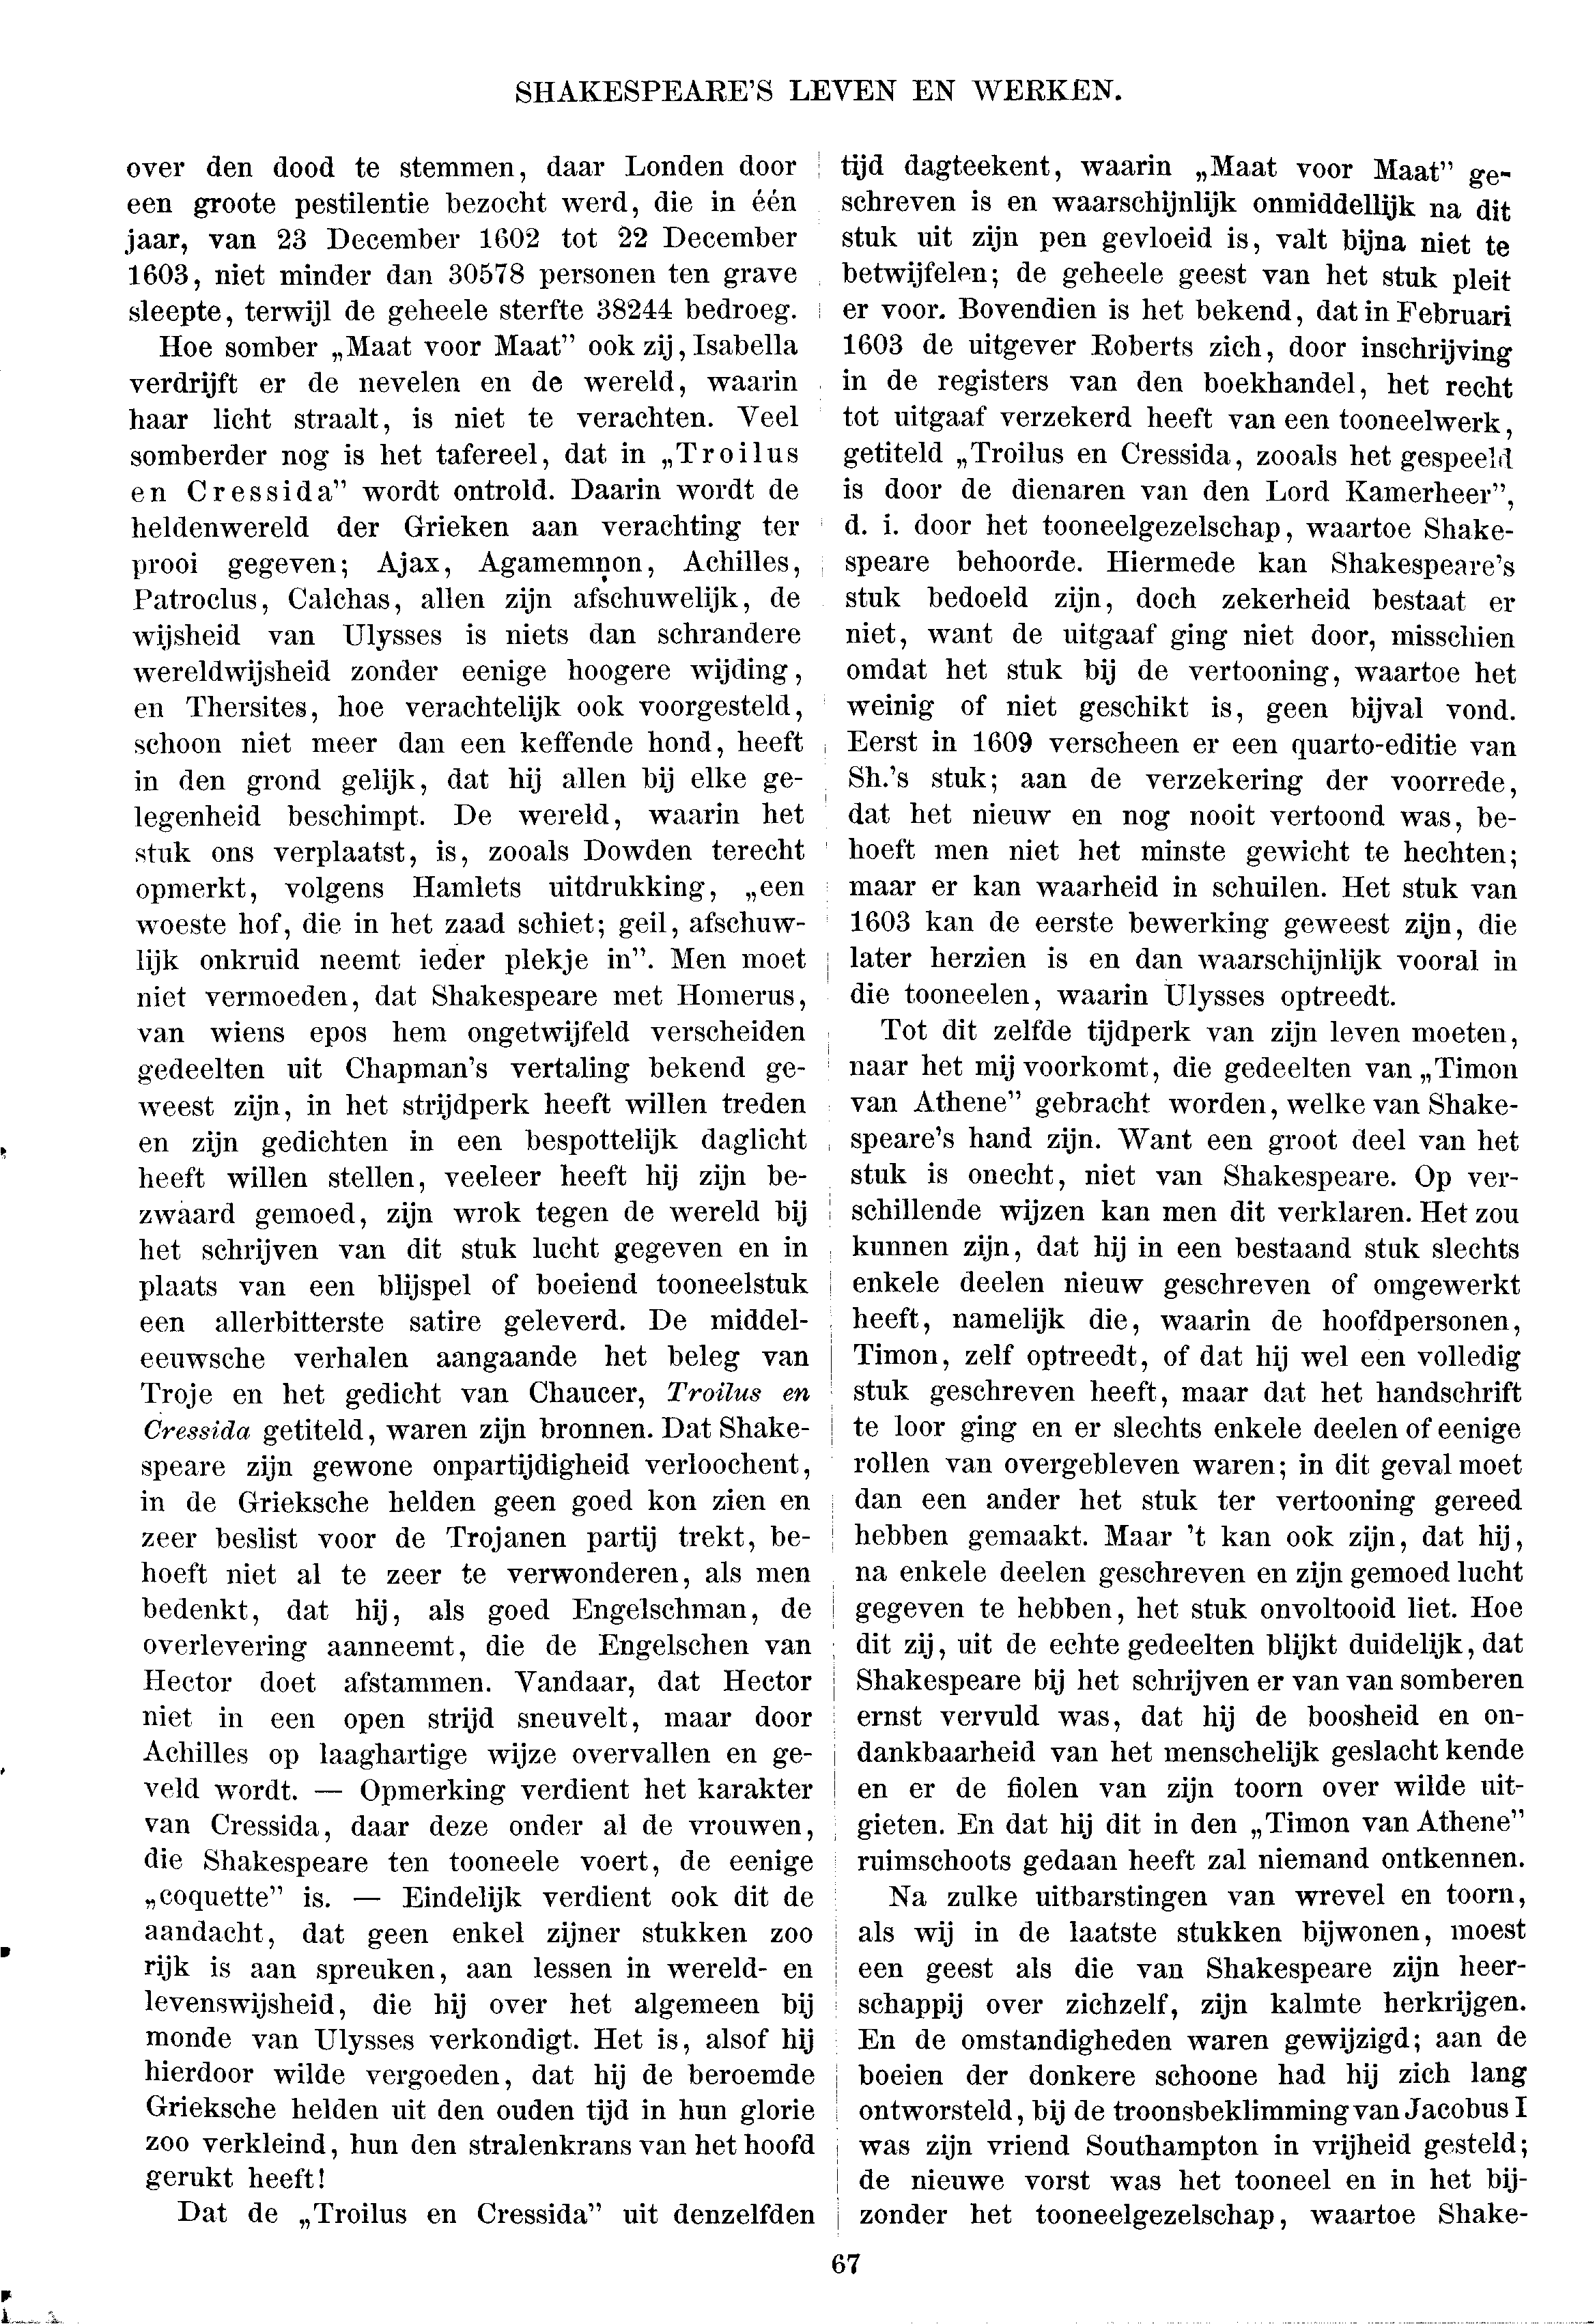 SHAKESPEARE'S LEVEN EN WERKEN.
over den dood te stemmen, daar Londen door
een groote pestilentie bezocht werd, die in één
jaar, van 23 December 1602 tot 22 December
1603, niet minder dan 30578 personen ten grave
sleepte, terwijl de geheele sterfte 38244 bedroeg.
Hoe somber „Maat voor Maat” ook zij, Isabella
verdrijft er de nevelen en de wereld, waarin
haar licht straalt, is niet te verachten. Veel
somberder nog is het tafereel, dat in „Troilus
en Cressida” wordt ontrold. Daarin wordt de
heldenwereld der Grieken aan verachting ter
prooi gegeven; Ajax, Agamemnon, Achilles,
Patroclus, Calchas, allen zijn afschuwelijk, de
wijsheid van Ulysses is niets dan schrandere
wereldwijsheid zonder eenige hoogere wijding,
en Thersites, hoe verachtelijk ook voorgesteld,
schoon niet meer dan een keffende hond, heeft
in den grond gelijk, dat hij allen bij elke ge-
legenheid beschimpt. De wereld, waarin het
stuk ons verplaatst, is, zooals Dowden terecht
opmerkt, volgens Hamlets uitdrukking, „een
woeste hof, die in het zaad schiet; geil, afschuw-
lijk onkruid neemt ieder plekje in”. Men moet
niet vermoeden, dat Shakespeare met Homerus,
van wiens epos hem ongetwijfeld verscheiden
gedeelten uit Chapman's vertaling bekend ge-
weest zijn, in het strijdperk heeft willen treden
en zijn gedichten in een bespottelijk daglicht
heeft willen stellen, veeleer heeft hij zijn be-
zwaard gemoed, zijn wrok tegen de wereld bij
het schrijven van dit stuk lucht gegeven en in
plaats van een blijspel of boeiend tooneelstuk
een allerbitterste satire geleverd. De middel-
eeuwsche verhalen aangaande het beleg van
Troje en het gedicht van Chaucer, Troilus en
Cressida getiteld, waren zijn bronnen. Dat Shake-
speare zijn gewone onpartijdigheid verloochent,
in de Grieksche helden geen goed kon zien en
zeer beslist voor de Trojanen partij trekt, be-
hoeft niet al te zeer te verwonderen, als men
bedenkt, dat hij, als goed Engelschman, de
overlevering aanneemt, die de Engelschen van
Hector doet afstammen. Vandaar, dat Hector
niet in een open strijd sneuvelt, maar door
Achilles op laaghartige wijze overvallen en ge-
veld wordt. — Opmerking verdient het karakter
van Cressida, daar deze onder al de vrouwen,
die Shakespeare ten tooneele voert, de eenige
„coquette” is. — Eindelijk verdient ook dit de
aandacht, dat geen enkel zijner stukken zoo
rijk is aan spreuken, aan lessen in wereld- en
levenswijsheid, die hij over het algemeen bij
monde van Ulysses verkondigt. Het is, alsof hij
hierdoor wilde vergoeden, dat hij de beroemde
Grieksche helden uit den ouden tijd in hun glorie
zoo verkleind, hun den stralenkrans van het hoofd
gerukt heeft!
Dat de „Troilus en Cressida” uit denzelfden
tijd dagteekent, waarin „Maat voor Maat” ge-
schreven is en waarschijnlijk onmiddellijk na dit
stuk uit zijn pen gevloeid is, valt bijna niet te
betwijfelen; de geheele geest van het stuk pleit
er voor. Bovendien is het bekend, dat in Februari
1603 de uitgever Roberts zich, door inschrijving
in de registers van den boekhandel, het recht
tot uitgaaf verzekerd heeft van een tooneelwerk,
getiteld „Troilus en Cressida, zooals het gespeeld
is door de dienaren van den Lord Kamerheer”,
d. i. door het tooneelgezelschap, waartoe Shake-
speare behoorde. Hiermede kan Shakespeare's
stuk bedoeld zijn, doch zekerheid bestaat er
niet, want de uitgaaf ging niet door, misschien
omdat het stuk bij de vertooning, waartoe het
weinig of niet geschikt is, geen bijval vond.
Eerst in 1609 verscheen er een quarto-editie van
Sh.'s stuk; aan de verzekering der voorrede,
dat het nieuw en nog nooit vertoond was, be-
hoeft men niet het minste gewicht te hechten;
maar er kan waarheid in schuilen. Het stuk van
1603 kan de eerste bewerking geweest zijn, die
later herzien is en dan waarschijnlijk vooral in
die tooneelen, waarin Ulysses optreedt.
Tot dit zelfde tijdperk van zijn leven moeten,
naar het mij voorkomt, die gedeelten van „Timon
van Athene” gebracht worden, welke van Shake-
speare's hand zijn. Want een groot deel van het
stuk is onecht, niet van Shakespeare. Op ver-
schillende wijzen kan men dit verklaren. Het zou
kunnen zijn, dat hij in een bestaand stuk slechts
enkele deelen nieuw geschreven of omgewerkt
heeft, namelijk die, waarin de hoofdpersonen,
Timon, zelf optreedt, of dat hij wel een volledig
stuk geschreven heeft, maar dat het handschrift
te loor ging en er slechts enkele deelen of eenige
rollen van overgebleven waren; in dit geval moet
dan een ander het stuk ter vertooning gereed
hebben gemaakt. Maar 't kan ook zijn, dat hij,
na enkele deelen geschreven en zijn gemoed lucht
gegeven te hebben, het stuk onvoltooid liet. Hoe
dit zij, uit de echte gedeelten blijkt duidelijk, dat
Shakespeare bij het schrijven er van van somberen
ernst vervuld was, dat hij de boosheid en on-
dankbaarheid van het menschelijk geslacht kende
en er de fiolen van zijn toorn over wilde uit-
gieten. En dat hij dit in den „Timon van Athene”
ruimschoots gedaan heeft zal niemand ontkennen.
Na zulke uitbarstingen van wrevel en toorn,
als wij in de laatste stukken bijwonen, moest
een geest als die van Shakespeare zijn heer-
schappij over zichzelf, zijn kalmte herkrijgen.
En de omstandigheden waren gewijzigd; aan de
boeien der donkere schoone had hij zich lang
ontworsteld, bij de troonsbeklimming van Jacobus I
was zijn vriend Southampton in vrijheid gesteld;
de nieuwe vorst was het tooneel en in het bij-
zonder het tooneelgezelschap, waartoe Shake-
67